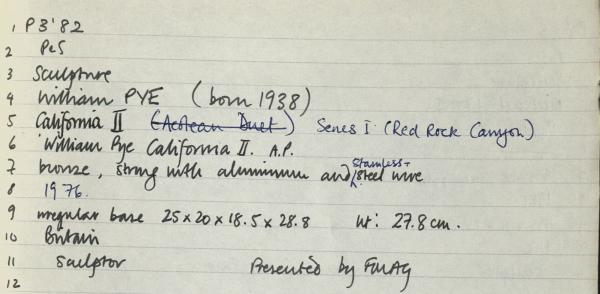 1 P3'82
2 PeS
3 Sculpture
4 William PYE (born 1938)
5 California II (Aeolean Duet) Series I (Red Rock Canyon)
6 William Pye California II. A.P.
7 bronze, strung with aluminium and stainless-steel wire
8 1976.
9 irregular base 25 x 20 x 18.5 x 28.8 ht: 27.8 cm.
10 Britain
11 Sculptor Presented by FMAG
12